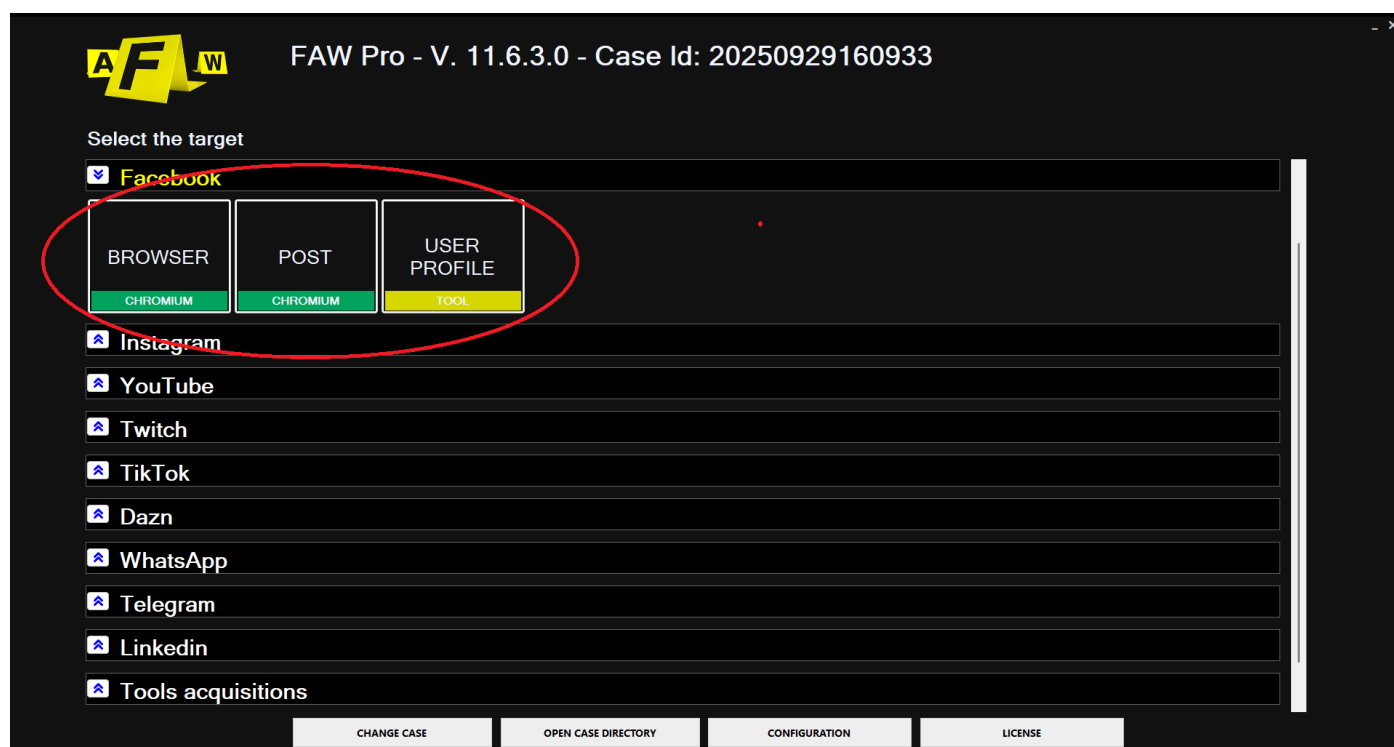 AFW
FAW Pro - V. 11.6.3.0 - Case Id: 20250929160933
Select the target
Facebook
BROWSER
CHROMIUM
POST
CHROMIUM
USER
PROFILE
TOOL
Instagram
YouTube
Twitch
TikTok
Dazn
WhatsApp
Telegram
Linkedin
Tools acquisitions
CHANGE CASE
OPEN CASE DIRECTORY
CONFIGURATION
LICENSE